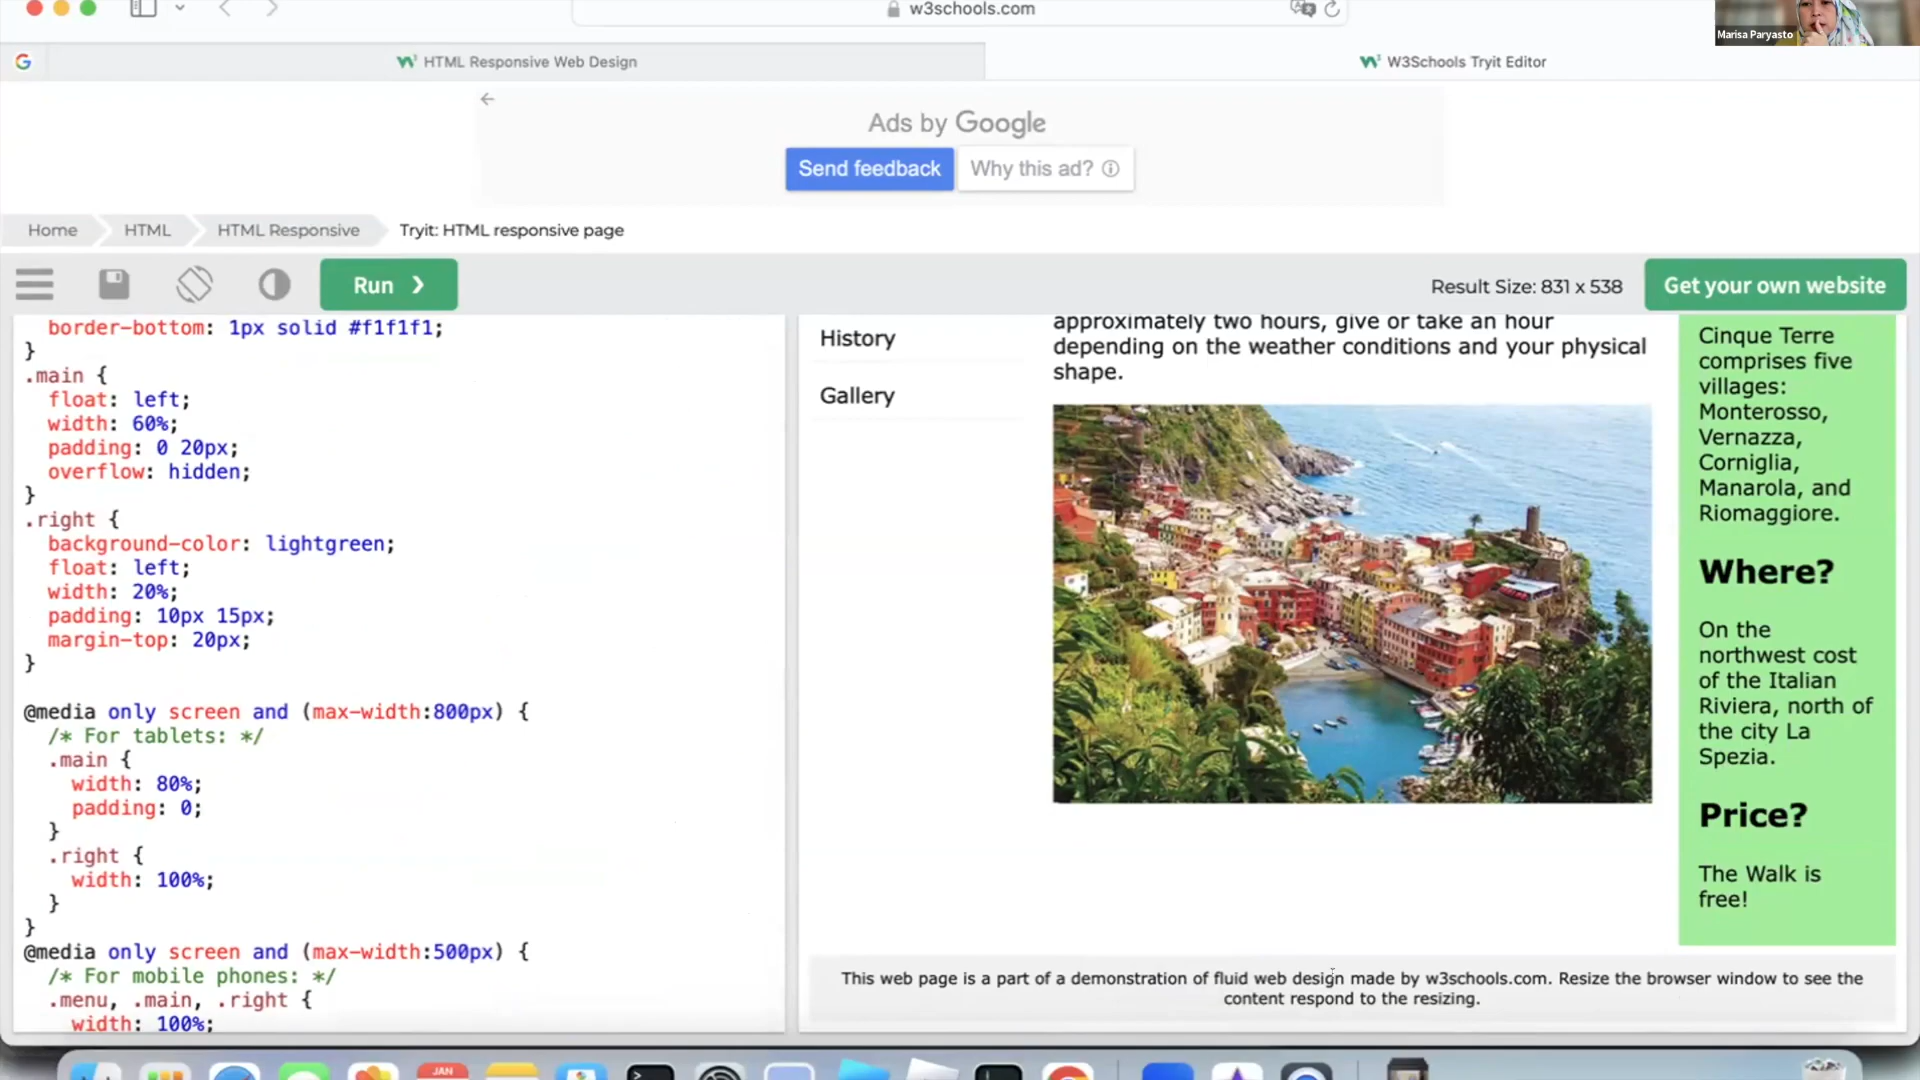 w3schools.com
Marisa Paryasto
HTML Responsive Web Design
W3Schools Tryit Editor
Ads by Google
Send feedback
Why this ad?
Home
HTML
HTML Responsive
Tryit: HTML responsive page
Run ❯
Result Size: 831 x 538
Get your own website
border-bottom: 1px solid #f1f1f1;
}
.main {
float: left;
width: 60%;
padding: 0 20px;
overflow: hidden;
}
.right {
background-color: lightgreen;
float: left;
width: 20%;
padding: 10px 15px;
margin-top: 20px;
}
@media only screen and (max-width:800px) {
/* For tablets: */
.main {
width: 80%;
padding: 0;
}
.right {
width: 100%;
}
}
@media only screen and (max-width:500px) {
/* For mobile phones: */
.menu, .main, .right {
width: 100%;
History
Gallery
approximately two hours, give or take an hour
depending on the weather conditions and your physical
shape.
Cinque Terre
comprises five
villages:
Monterosso,
Vernazza,
Corniglia,
Manarola, and
Riomaggiore.
Where?
On the
northwest cost
of the Italian
Riviera, north of
the city La
Spezia.
Price?
The Walk is
free!
This web page is a part of a demonstration of fluid web design made by w3schools.com. Resize the browser window to see the
content respond to the resizing.
JAN